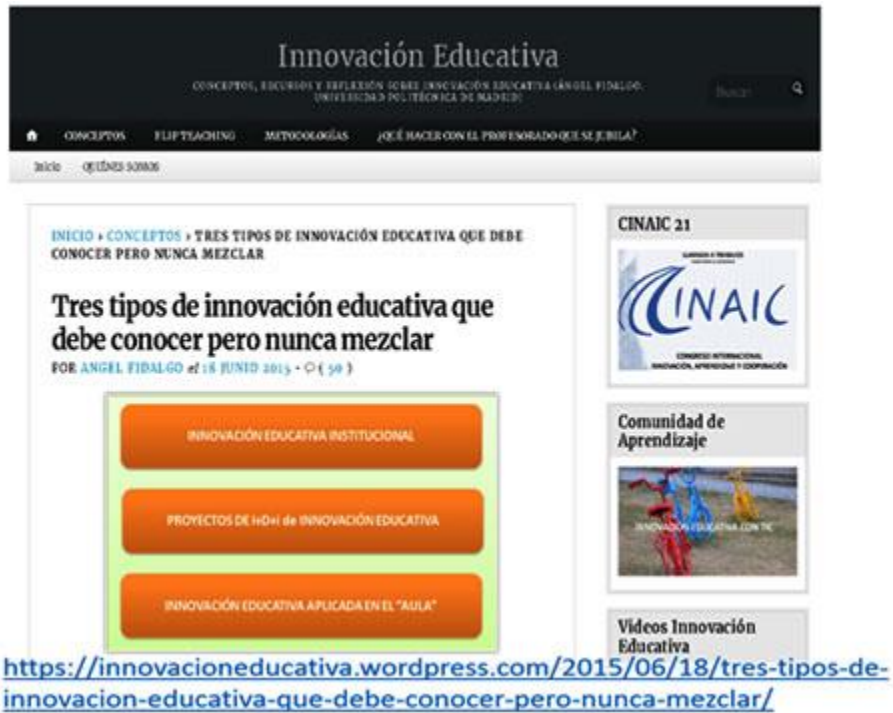 Innovación Educativa
CONCEPTOS, RECURSOS Y REFLEXIÓN SOBRE INNOVACIÓN EDUCATIVA (ÁNGEL FIDALGO.
UNIVERSIDAD POLITÉCNICA DE MADRID)
Buscar
CONCEPTOS FLIP TEACHING METODOLOGÍAS ¿QUÉ HACER CON EL PROFESORADO QUE SE JUBILA?
Inicio QUIÉNES SOMOS
INICIO › CONCEPTOS › TRES TIPOS DE INNOVACIÓN EDUCATIVA QUE DEBE
CONOCER PERO NUNCA MEZCLAR
Tres tipos de innovación educativa que
debe conocer pero nunca mezclar
POR ANGEL FIDALGO el 18 JUNIO 2015 • ( 50 )
INNOVACIÓN EDUCATIVA INSTITUCIONAL
PROYECTOS DE I+D+i de INNOVACIÓN EDUCATIVA
INNOVACIÓN EDUCATIVA APLICADA EN EL "AULA"
CINAIC 21
CINAIC
CONGRESO INTERNACIONAL
INNOVACIÓN, APRENDIZAJE Y COOPERACIÓN
Comunidad de
Aprendizaje
INNOVACIÓN EDUCATIVA CON TIC
Videos Innovación
Educativa
https://innovacioneducativa.wordpress.com/2015/06/18/tres-tipos-de-
innovacion-educativa-que-debe-conocer-pero-nunca-mezclar/